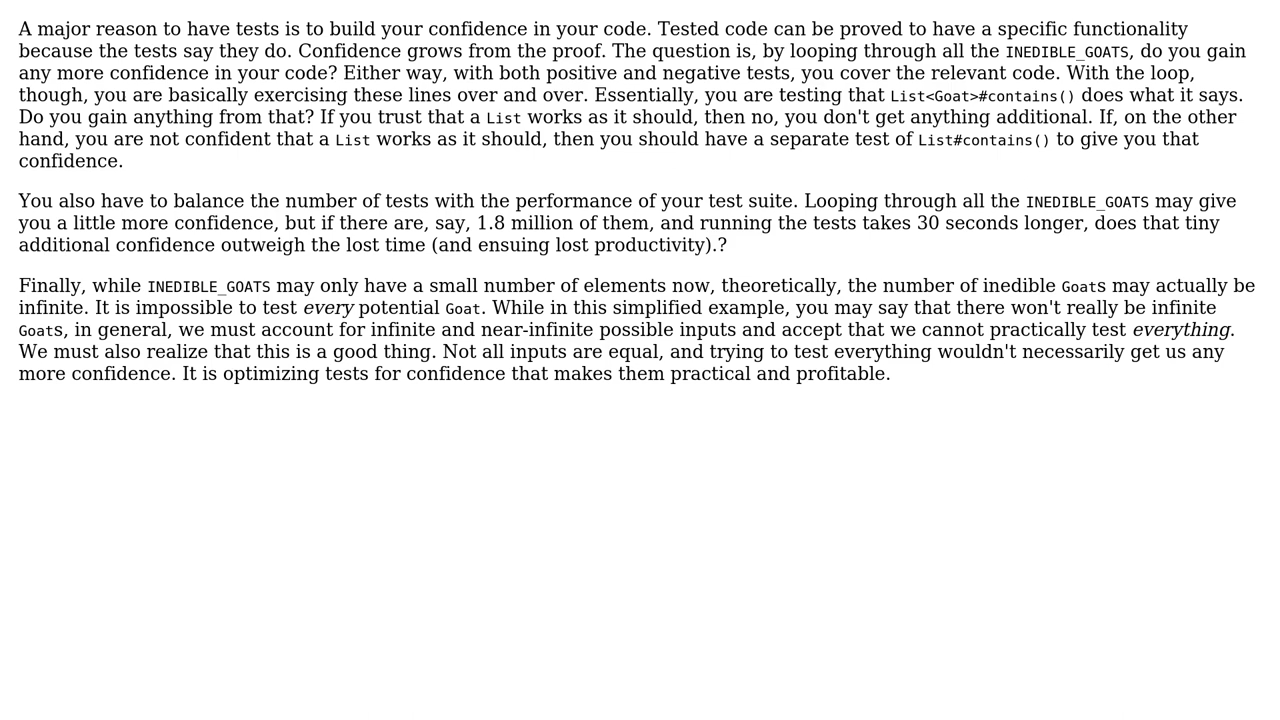 A major reason to have tests is to build your confidence in your code. Tested code can be proved to have a specific functionality
because the tests say they do. Confidence grows from the proof. The question is, by looping through all the INEDIBLE_GOATS, do you gain
any more confidence in your code? Either way, with both positive and negative tests, you cover the relevant code. With the loop,
though, you are basically exercising these lines over and over. Essentially, you are testing that List<Goat>#contains() does what it says.
Do you gain anything from that? If you trust that a List works as it should, then no, you don't get anything additional. If, on the other
hand, you are not confident that a List works as it should, then you should have a separate test of List#contains() to give you that
confidence.
You also have to balance the number of tests with the performance of your test suite. Looping through all the INEDIBLE_GOATS may give
you a little more confidence, but if there are, say, 1.8 million of them, and running the tests takes 30 seconds longer, does that tiny
additional confidence outweigh the lost time (and ensuing lost productivity).?
Finally, while INEDIBLE_GOATS may only have a small number of elements now, theoretically, the number of inedible Goats may actually be
infinite. It is impossible to test every potential Goat. While in this simplified example, you may say that there won't really be infinite
Goats, in general, we must account for infinite and near-infinite possible inputs and accept that we cannot practically test everything.
We must also realize that this is a good thing. Not all inputs are equal, and trying to test everything wouldn't necessarily get us any
more confidence. It is optimizing tests for confidence that makes them practical and profitable.